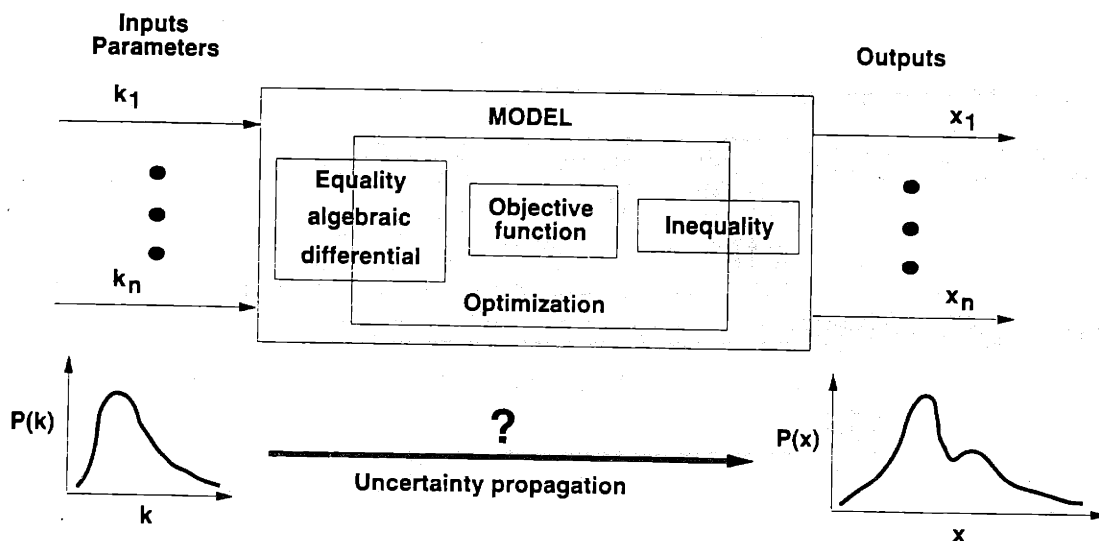 Inputs
Parameters
Outputs
k1
x1
MODEL
Equality
algebraic
differential
Objective
function
Inequality
Optimization
kn
xn
P(k)
k
?
Uncertainty propagation
P(x)
x